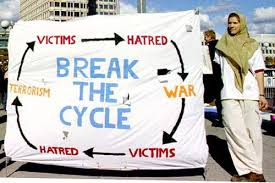 VICTIMS HATRED
BREAK
TERRORISM THE WAR
CYCLE
HATRED VICTIMS